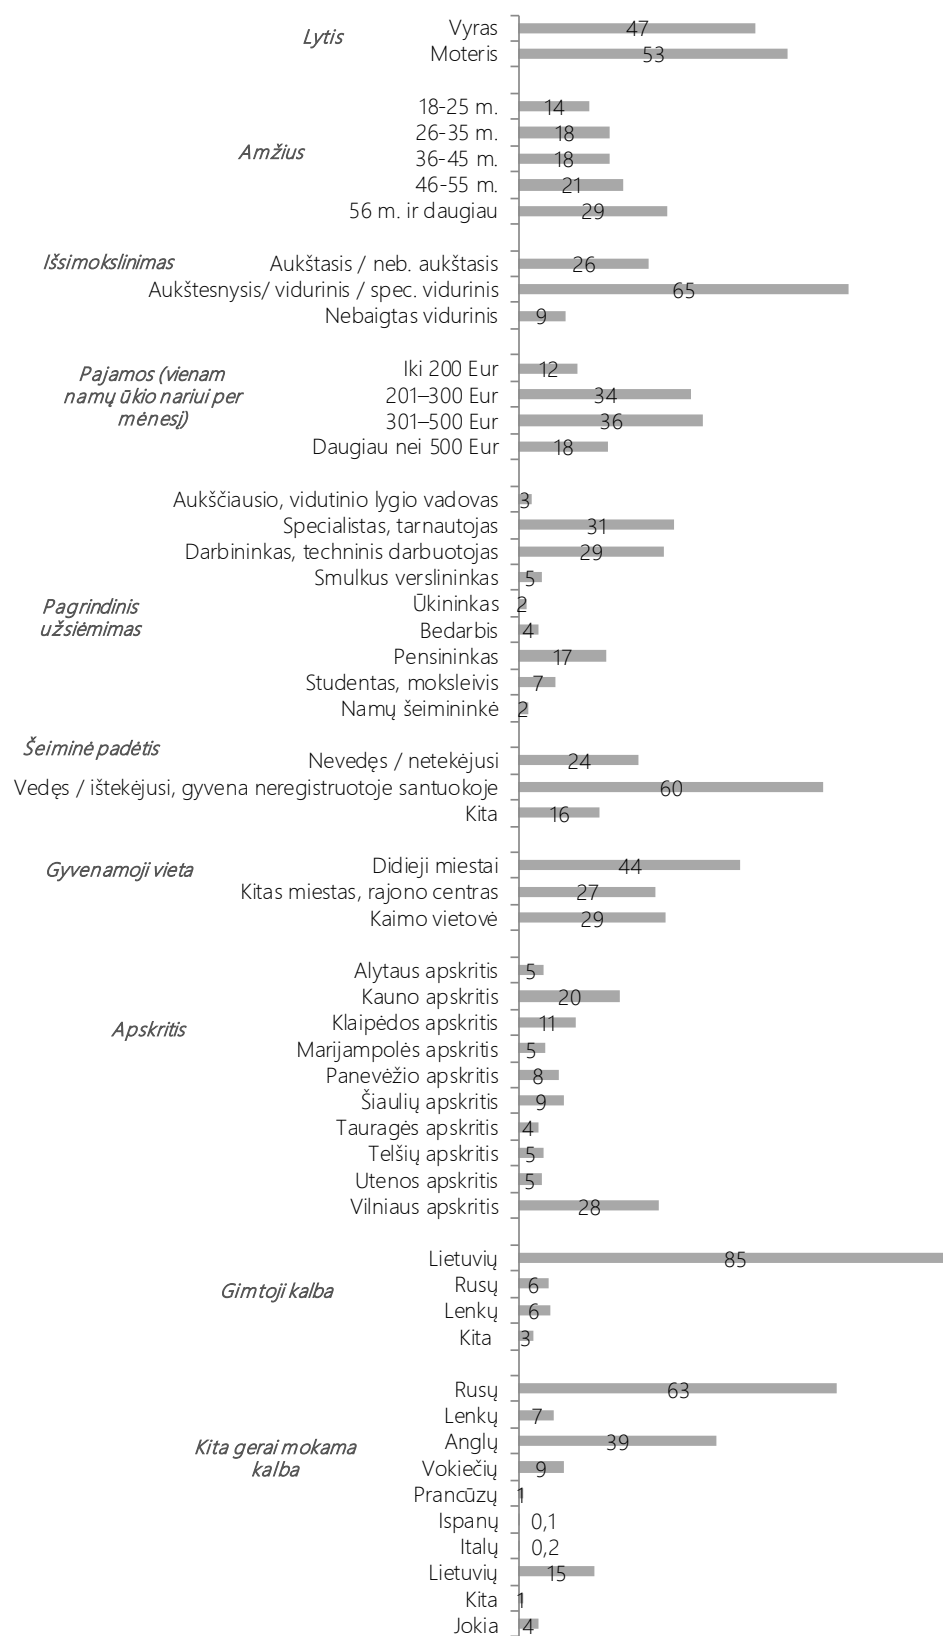 Lytis
Vyras 47
Moteris 53
Amžius
18-25 m. 14
26-35 m. 18
36-45 m. 18
46-55 m. 21
56 m. ir daugiau 29
Išsimokslinimas
Aukštasis / neb. aukštasis 26
Aukštesnysis/ vidurinis / spec. vidurinis 65
Nebaigtas vidurinis 9
Pajamos (vienam
namų ūkio nariui per
mėnesį)
Iki 200 Eur 12
201–300 Eur 34
301–500 Eur 36
Daugiau nei 500 Eur 18
Pagrindinis
užsiėmimas
Aukščiausio, vidutinio lygio vadovas 3
Specialistas, tarnautojas 31
Darbininkas, techninis darbuotojas 29
Smulkus verslininkas 5
Ūkininkas 2
Bedarbis 4
Pensininkas 17
Studentas, moksleivis 7
Namų šeimininkė 2
Šeiminė padėtis
Nevedęs / netekėjusi 24
Vedęs / ištekėjusi, gyvena neregistruotoje santuokoje 60
Kita 16
Gyvenamoji vieta
Didieji miestai 44
Kitas miestas, rajono centras 27
Kaimo vietovė 29
Apskritis
Alytaus apskritis 5
Kauno apskritis 20
Klaipėdos apskritis 11
Marijampolės apskritis 5
Panevėžio apskritis 8
Šiaulių apskritis 9
Tauragės apskritis 4
Telšių apskritis 5
Utenos apskritis 5
Vilniaus apskritis 28
Gimtoji kalba
Lietuvių 85
Rusų 6
Lenkų 6
Kita 3
Kita gerai mokama
kalba
Rusų 63
Lenkų 7
Anglų 39
Vokiečių 9
Prancūzų 1
Ispanų 0,1
Italų 0,2
Lietuvių 15
Kita 1
Jokia 4